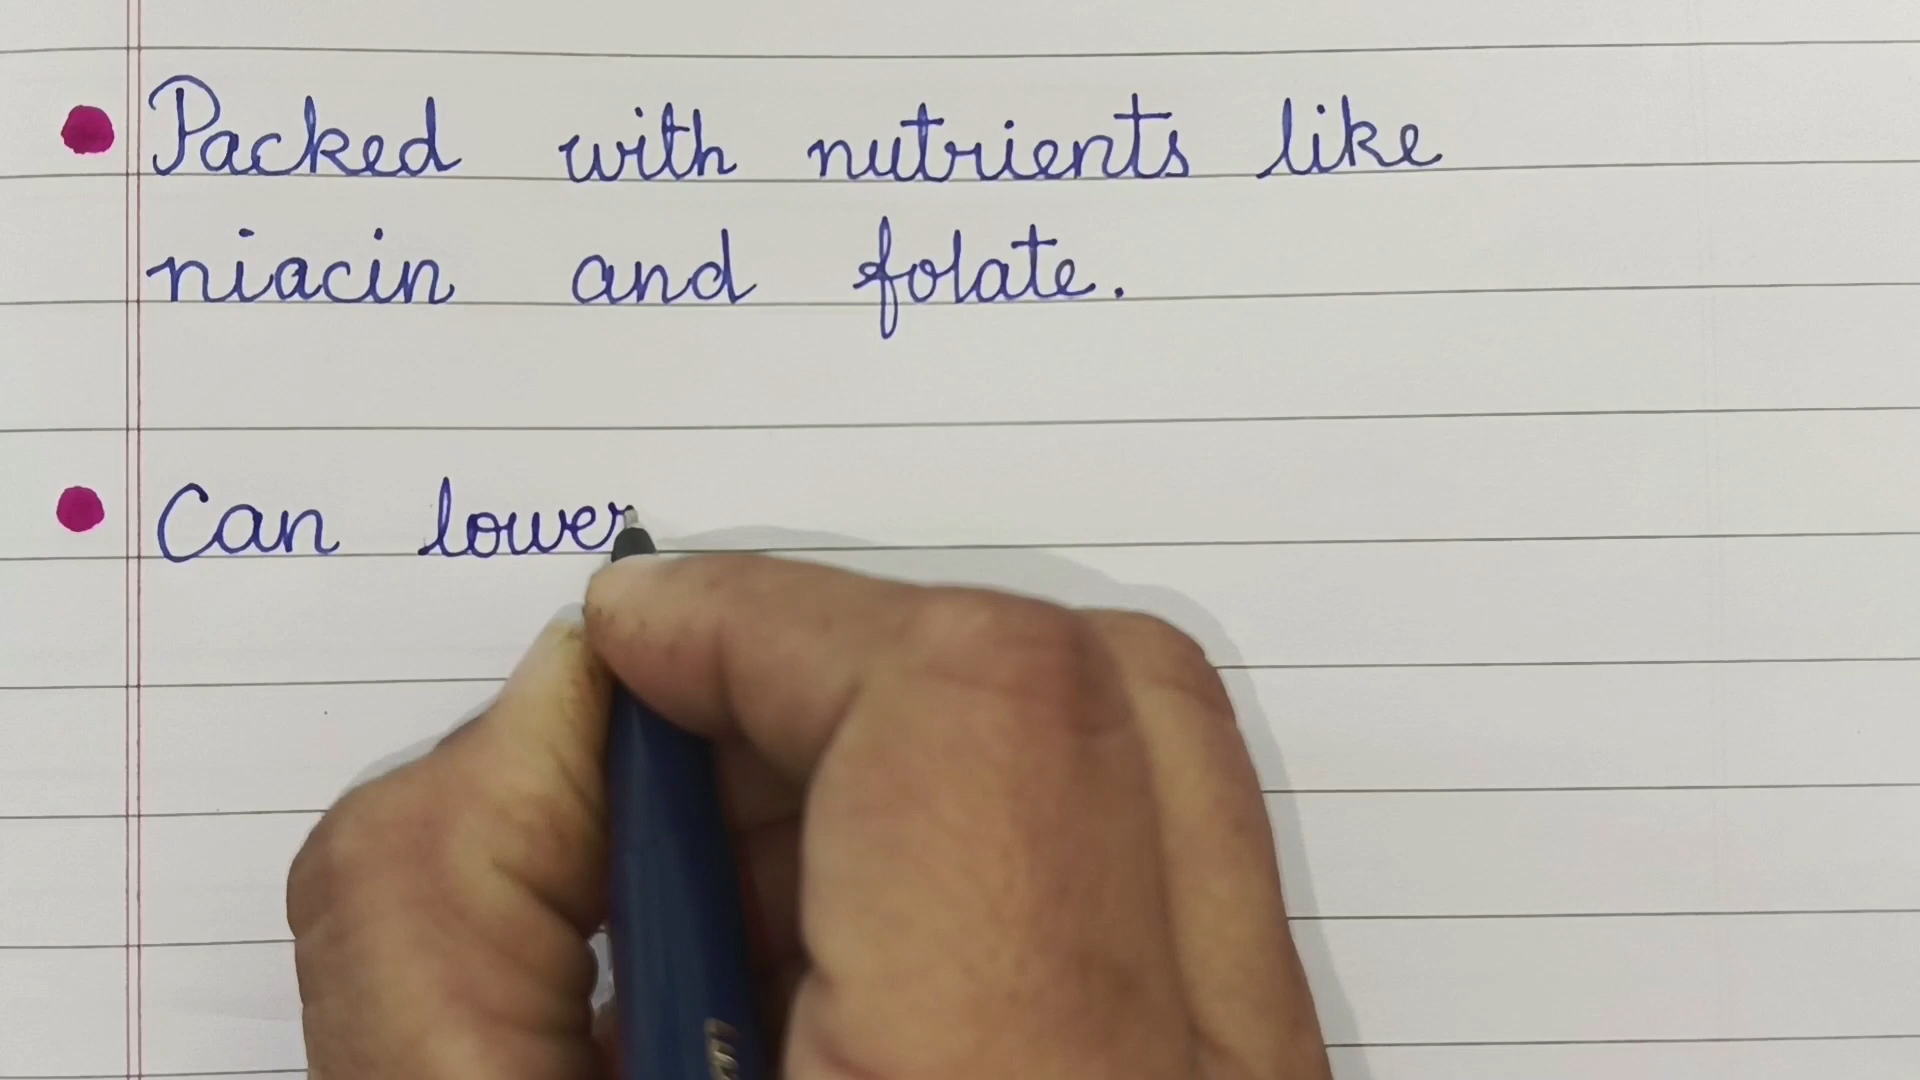 Packed with nutrients like
niacin and folate.
Can lower